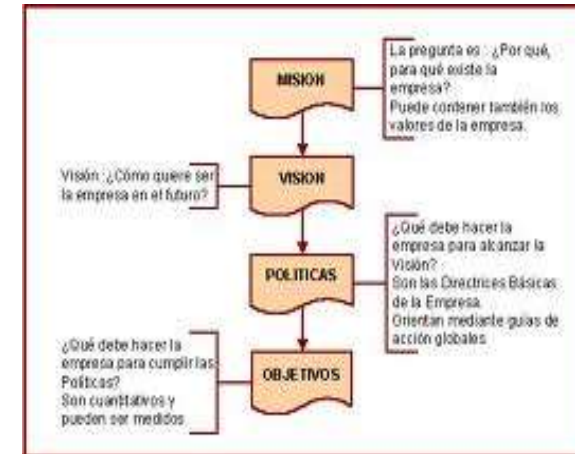 MISION
La pregunta es : ¿Por qué,
para qué existe la
empresa?
Puede contener también los
valores de la empresa.
VISION
Visión :¿Cómo quiere ser
la empresa en el futuro?
POLITICAS
¿Qué debe hacer la
empresa para alcanzar la
Visión?
Son las Directrices Básicas
de la Empresa.
Orientan mediante guias de
acción globales
OBJETIVOS
¿Qué debe hacer la
empresa para cumplir las
Políticas?
Son cuantitativos y
pueden ser medidos